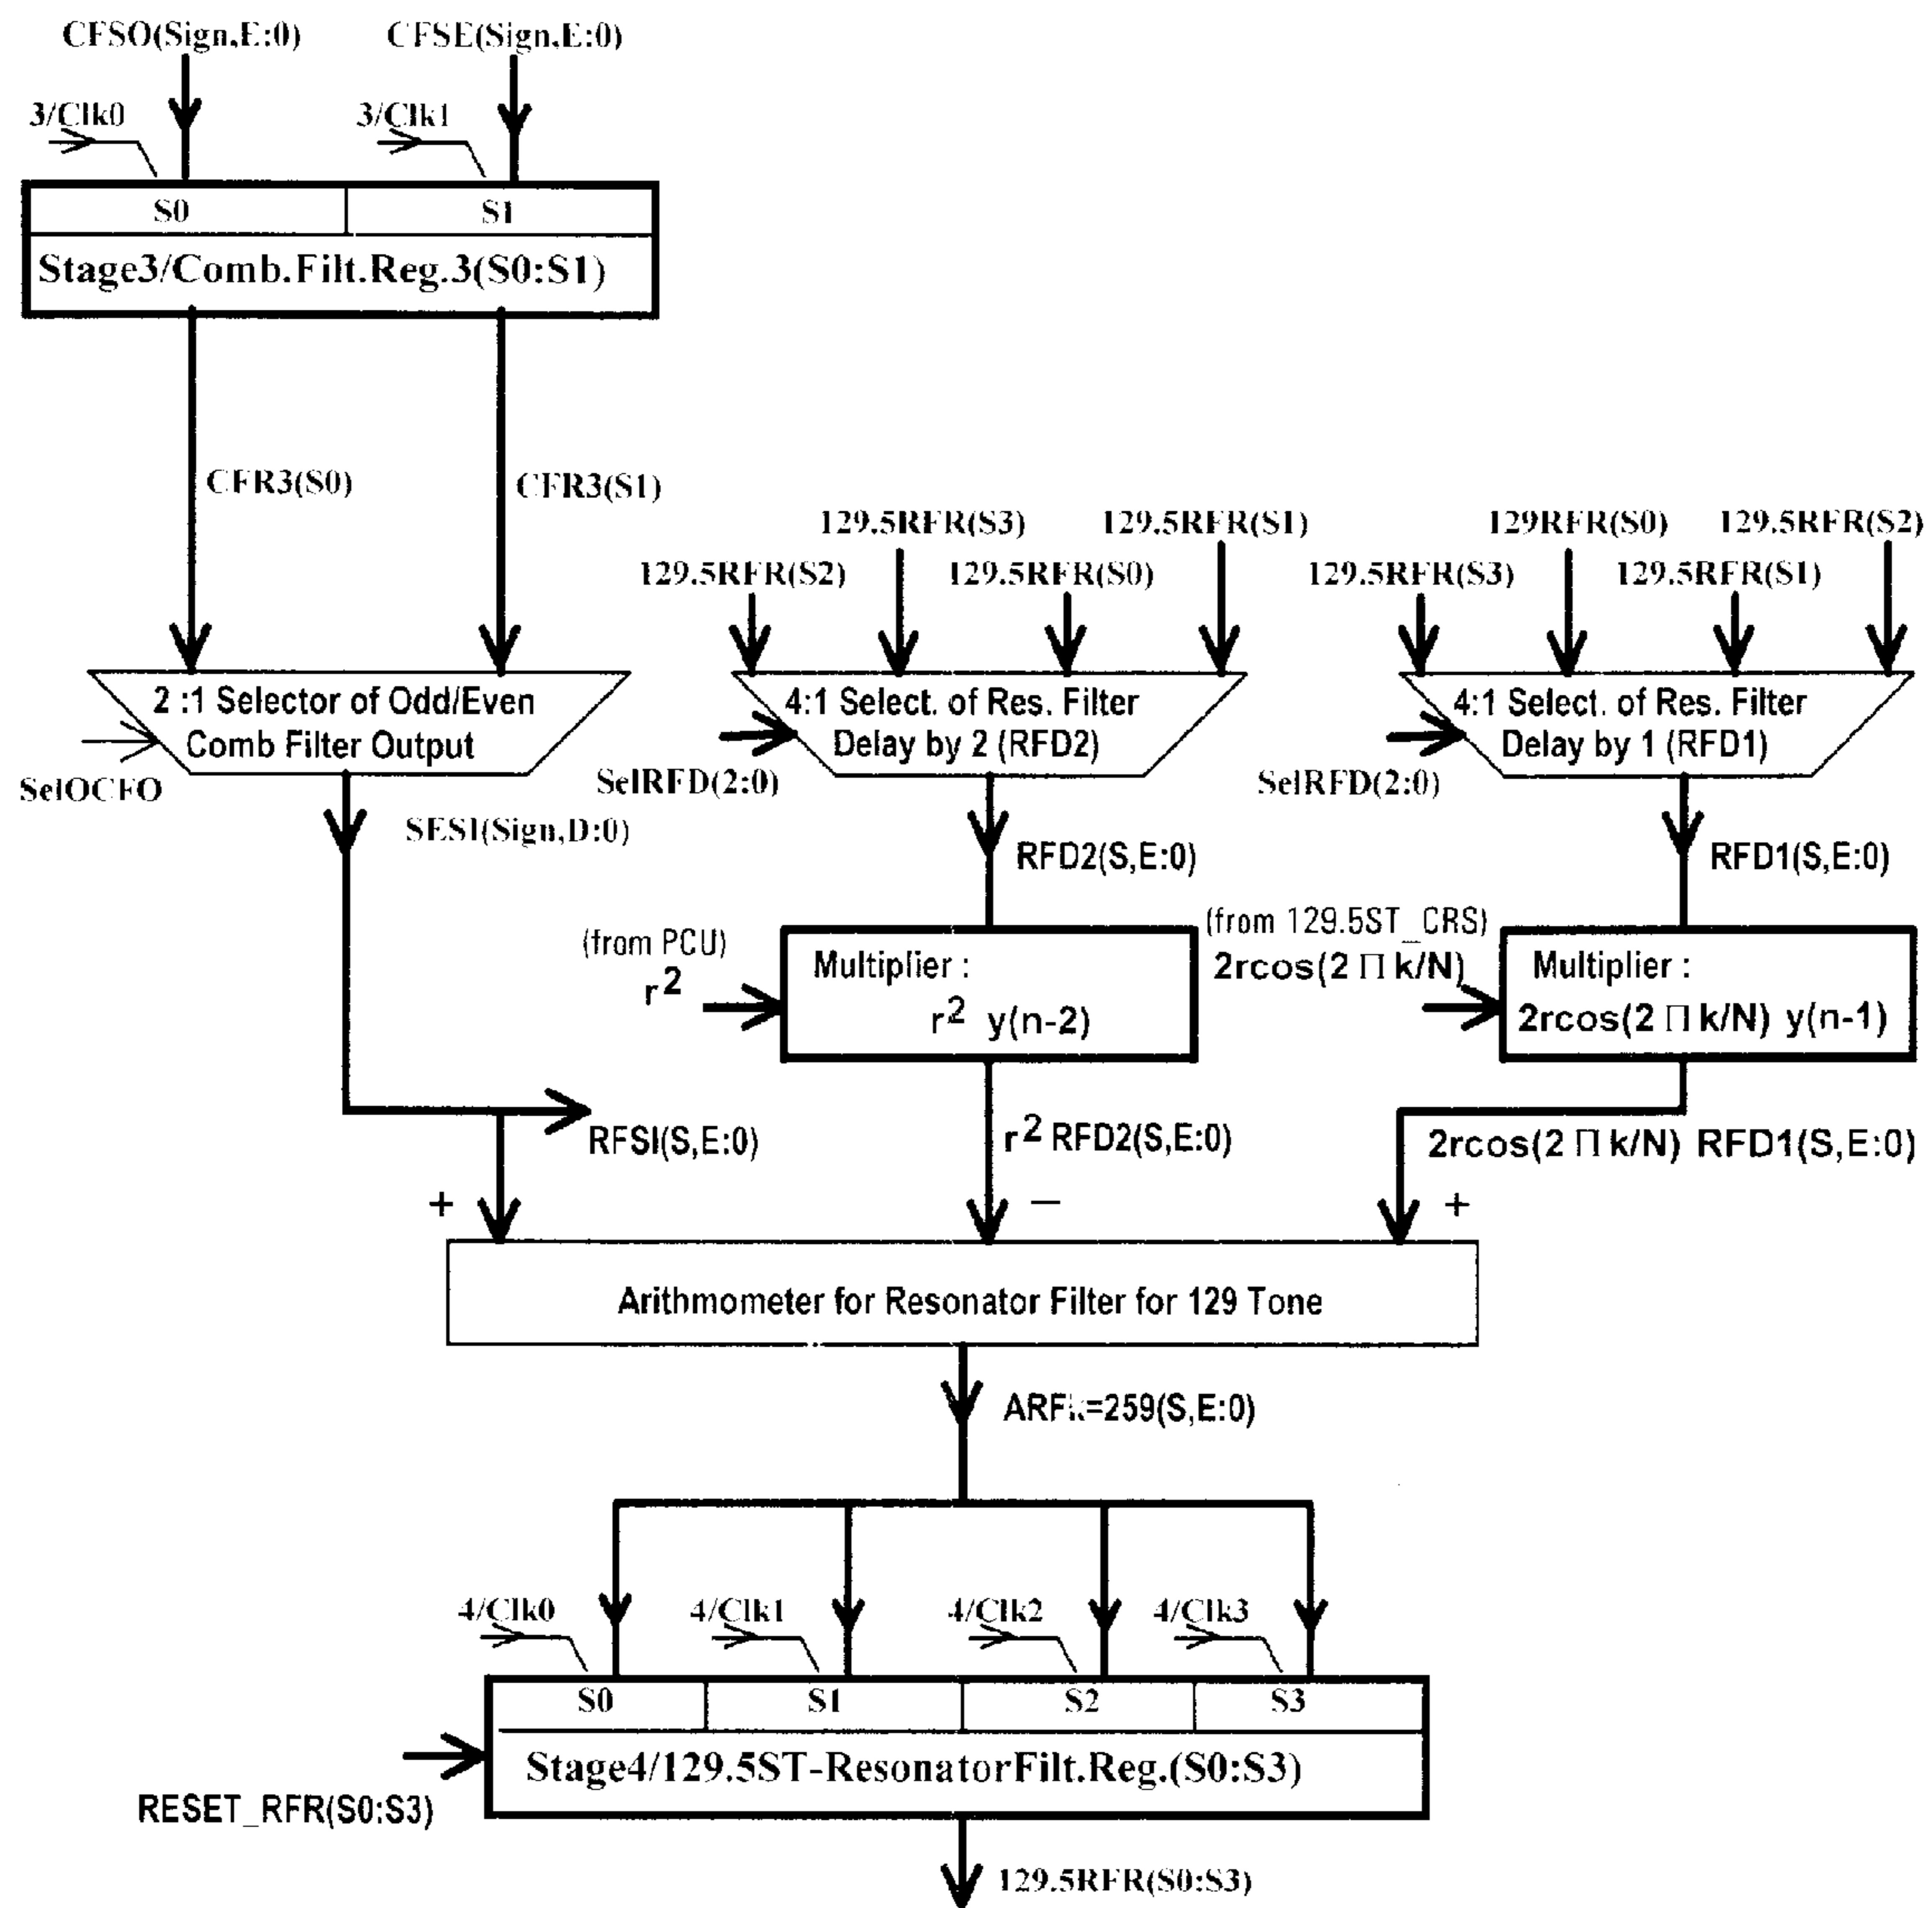 CFSO(Sign,E:0)
CFSE(Sign,E:0)
3/Clk0
3/Clk1
S0
S1
Stage3/Comb.Filt.Reg.3(S0:S1)
CFR3(S0)
CFR3(S1)
129.5RFR(S3)
129.5RFR(S1)
129RFR(S0)
129.5RFR(S2)
129.5RFR(S2)
129.5RFR(S0)
129.5RFR(S3)
129.5RFR(S1)
2 :1 Selector of Odd/Even
Comb Filter Output
4:1 Select. of Res. Filter
Delay by 2 (RFD2)
4:1 Select. of Res. Filter
Delay by 1 (RFD1)
SelOCFO
SelRFD(2:0)
SelRFD(2:0)
SESI(Sign,D:0)
RFD2(S,E:0)
RFD1(S,E:0)
(from PCU)
r²
Multiplier :
r² y(n-2)
(from 129.5ST_CRS)
2rcos(2 Π k/N)
Multiplier :
2rcos(2 Π k/N) y(n-1)
RFSI(S,E:0)
r² RFD2(S,E:0)
2rcos(2 Π k/N) RFD1(S,E:0)
+
—
+
Arithmometer for Resonator Filter for 129 Tone
ARFk=259(S,E:0)
4/Clk0
4/Clk1
4/Clk2
4/Clk3
S0
S1
S2
S3
Stage4/129.5ST-ResonatorFilt.Reg.(S0:S3)
RESET_RFR(S0:S3)
129.5RFR(S0:S3)